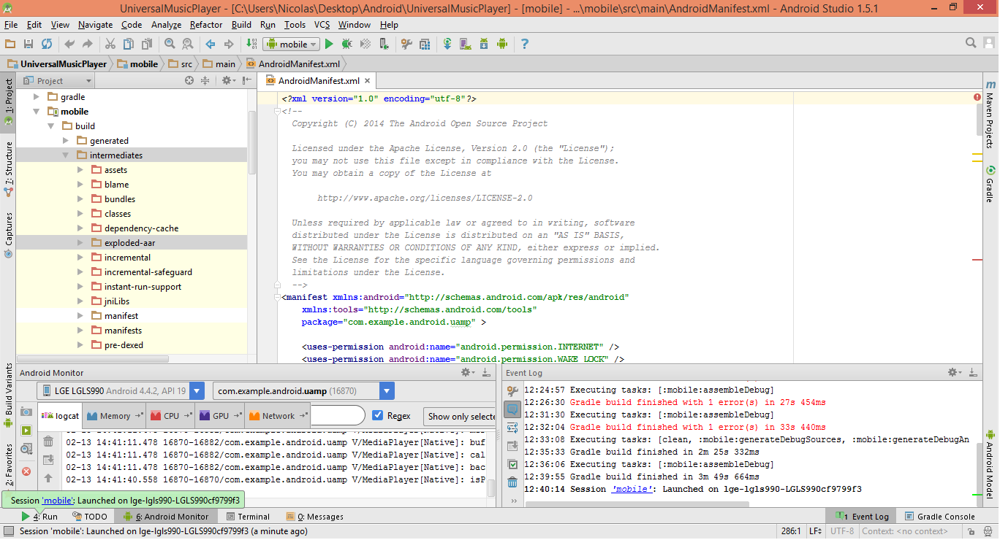 UniversalMusicPlayer - [C:\Users\Nicolas\Desktop\Android\UniversalMusicPlayer] - [mobile] - ...\mobile\src\main\AndroidManifest.xml - Android Studio 1.5.1
File Edit View Navigate Code Analyze Refactor Build Run Tools VCS Window Help
mobile
UniversalMusicPlayer mobile src main AndroidManifest.xml
1: Project
7: Structure
Captures
Build Variants
2: Favorites
Project
gradle
mobile
build
generated
intermediates
assets
blame
bundles
classes
dependency-cache
exploded-aar
incremental
incremental-safeguard
instant-run-support
jniLibs
manifest
manifests
pre-dexed
AndroidManifest.xml
<?xml version="1.0" encoding="utf-8"?>
<!--
Copyright (C) 2014 The Android Open Source Project
Licensed under the Apache License, Version 2.0 (the "License");
you may not use this file except in compliance with the License.
You may obtain a copy of the License at
http://www.apache.org/licenses/LICENSE-2.0
Unless required by applicable law or agreed to in writing, software
distributed under the License is distributed on an "AS IS" BASIS,
WITHOUT WARRANTIES OR CONDITIONS OF ANY KIND, either express or implied.
See the License for the specific language governing permissions and
limitations under the License.
-->
<manifest xmlns:android="http://schemas.android.com/apk/res/android"
xmlns:tools="http://schemas.android.com/tools"
package="com.example.android.uamp" >
<uses-permission android:name="android.permission.INTERNET" />
<uses-permission android:name="android.permission.WAKE_LOCK" />
Maven Projects
Gradle
Android Model
Android Monitor
LGE LGLS990 Android 4.4.2, API 19
com.example.android.uamp (16870)
logcat Memory CPU GPU Network Regex Show only selecte
02-13 14:41:11.478 16870-16882/com.example.android.uamp V/MediaPlayer[Native]: buf
02-13 14:41:11.478 16870-16882/com.example.android.uamp V/MediaPlayer[Native]: cal
02-13 14:41:11.478 16870-16882/com.example.android.uamp V/MediaPlayer[Native]: bac
02-13 14:41:40.558 16870-16870/com.example.android.uamp V/MediaPlayer[Native]: isP
Event Log
12:24:57 Executing tasks: [:mobile:assembleDebug]
12:26:30 Gradle build finished with 1 error(s) in 27s 454ms
12:31:30 Executing tasks: [:mobile:assembleDebug]
12:32:04 Gradle build finished with 1 error(s) in 33s 440ms
12:33:08 Executing tasks: [clean, :mobile:generateDebugSources, :mobile:generateDebugAn
12:35:33 Gradle build finished in 2m 25s 332ms
12:36:06 Executing tasks: [:mobile:assembleDebug]
12:39:55 Gradle build finished in 3m 49s 664ms
12:40:14 Session 'mobile': Launched on lge-lgls990-LGLS990cf9799f3
Session 'mobile': Launched on lge-lgls990-LGLS990cf9799f3
4: Run TODO 6: Android Monitor Terminal 0: Messages 1 Event Log Gradle Console
Session 'mobile': Launched on lge-lgls990-LGLS990cf9799f3 (a minute ago) 286:1 LF UTF-8 Context: <no context>